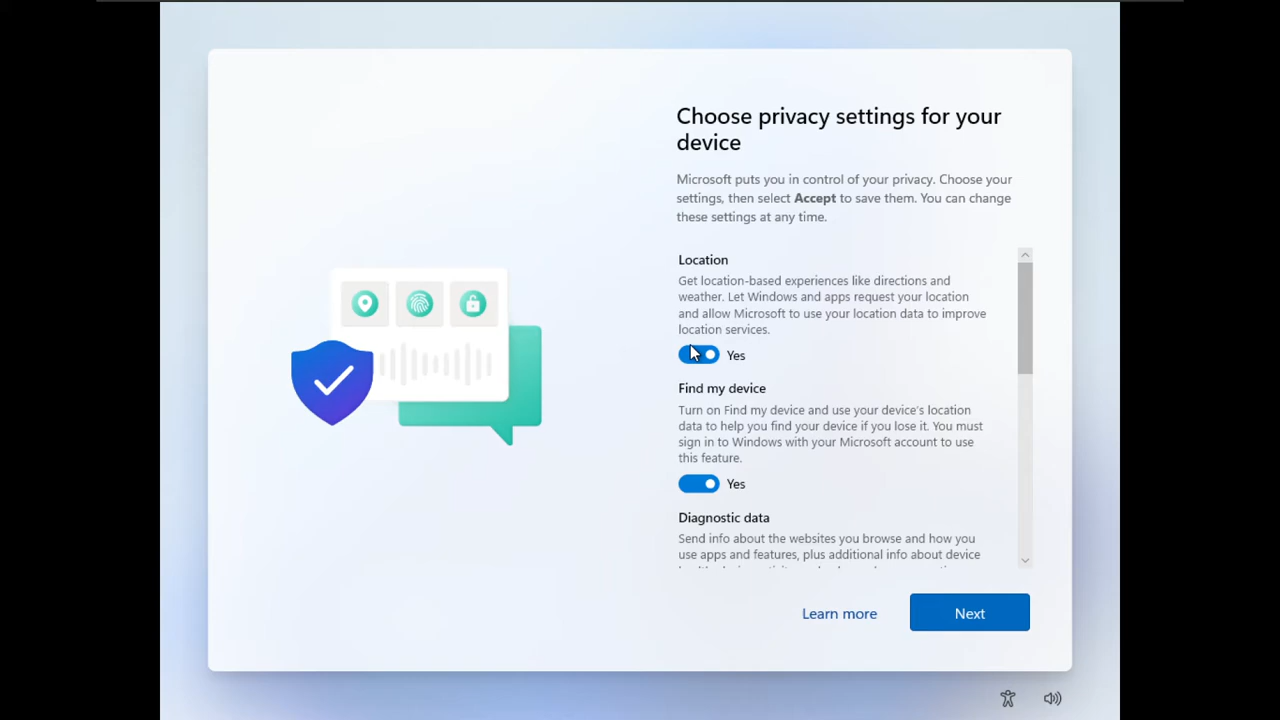 Choose privacy settings for your
device
Microsoft puts you in control of your privacy. Choose your
settings, then select Accept to save them. You can change
these settings at any time.
Location
Get location-based experiences like directions and
weather. Let Windows and apps request your location
and allow Microsoft to use your location data to improve
location services.
Yes
Find my device
Turn on Find my device and use your device's location
data to help you find your device if you lose it. You must
sign in to Windows with your Microsoft account to use
this feature.
Yes
Diagnostic data
Send info about the websites you browse and how you
use apps and features, plus additional info about device
Learn more
Next